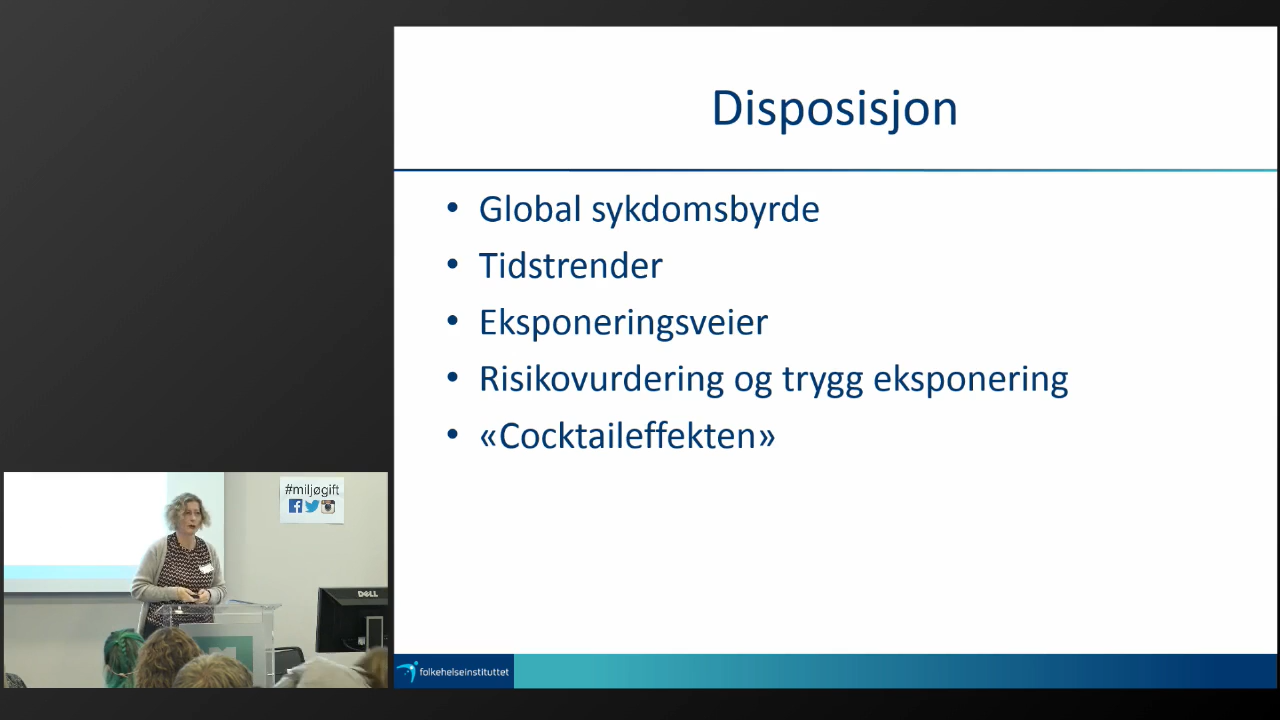 Disposisjon
• Global sykdomsbyrde
• Tidstrender
• Eksponeringsveier
• Risikovurdering og trygg eksponering
• «Cocktaileffekten»
#miljøgift
DELL
folkehelseinstituttet